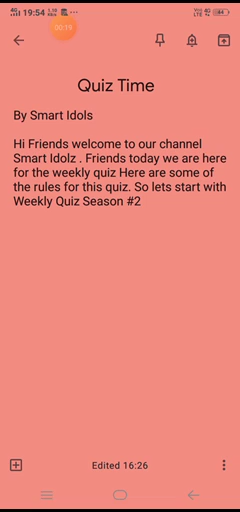 19:54
00:19
Quiz Time
By Smart Idols
Hi Friends welcome to our channel
Smart Idolz . Friends today we are here
for the weekly quiz Here are some of
the rules for this quiz. So lets start with
Weekly Quiz Season #2
Edited 16:26